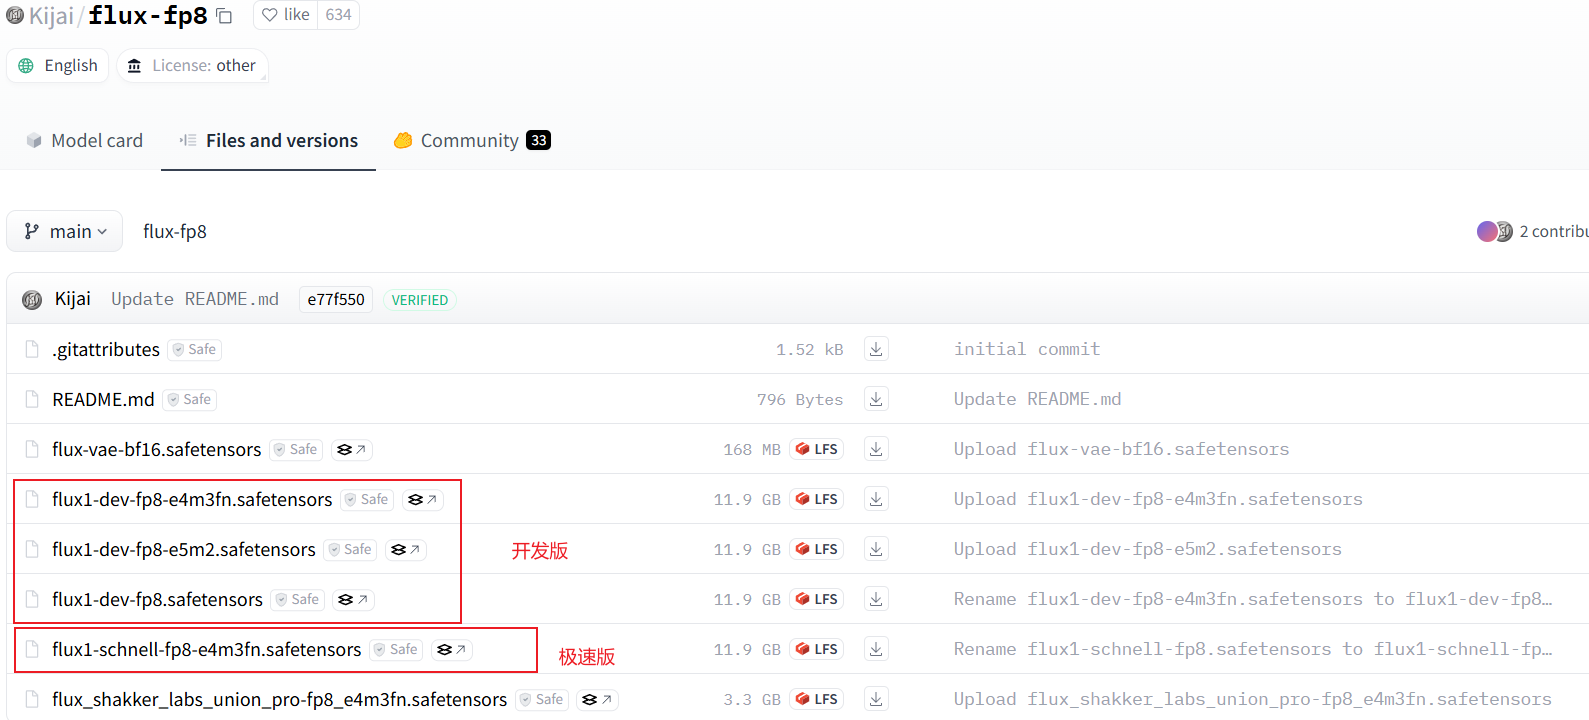 Kijai/flux-fp8 like 634
English License: other
Model card Files and versions Community 33
main flux-fp8 2 contribu
Kijai Update README.md e77f550 VERIFIED
.gitattributes Safe 1.52 kB initial commit
README.md Safe 796 Bytes Update README.md
flux-vae-bf16.safetensors Safe 168 MB LFS Upload flux-vae-bf16.safetensors
flux1-dev-fp8-e4m3fn.safetensors Safe 11.9 GB LFS Upload flux1-dev-fp8-e4m3fn.safetensors
flux1-dev-fp8-e5m2.safetensors Safe 开发版 11.9 GB LFS Upload flux1-dev-fp8-e5m2.safetensors
flux1-dev-fp8.safetensors Safe 11.9 GB LFS Rename flux1-dev-fp8-e4m3fn.safetensors to flux1-dev-fp8…
flux1-schnell-fp8-e4m3fn.safetensors Safe 极速版 11.9 GB LFS Rename flux1-schnell-fp8.safetensors to flux1-schnell-fp…
flux_shakker_labs_union_pro-fp8_e4m3fn.safetensors Safe 3.3 GB LFS Upload flux_shakker_labs_union_pro-fp8_e4m3fn.safetensors